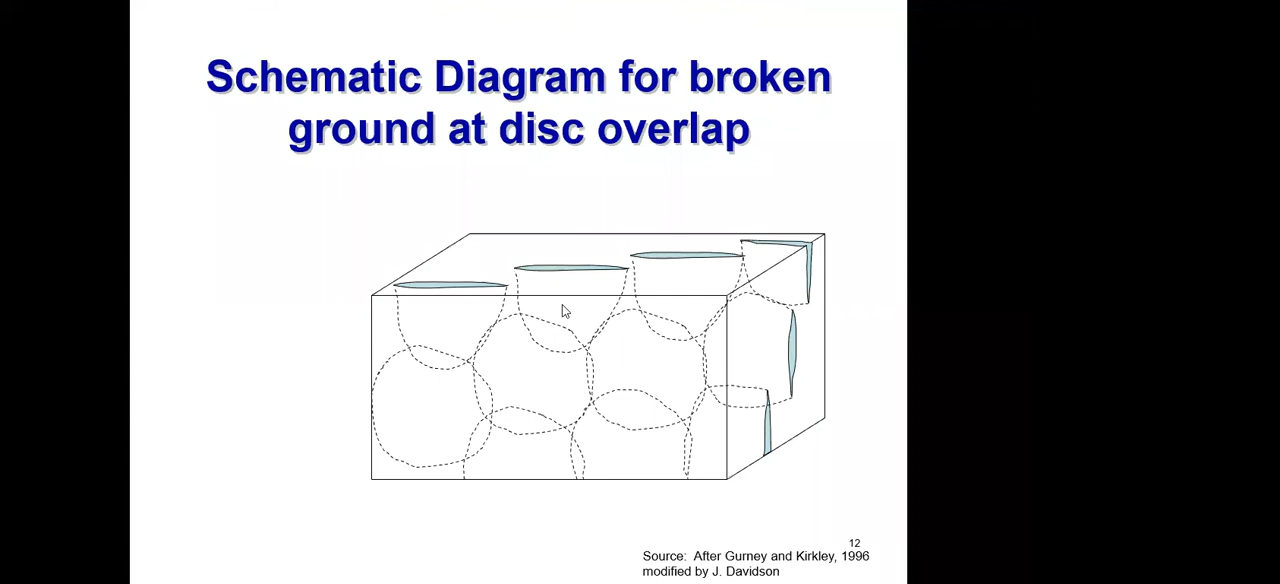 Schematic Diagram for broken
ground at disc overlap
12
Source: After Gurney and Kirkley, 1996
modified by J. Davidson